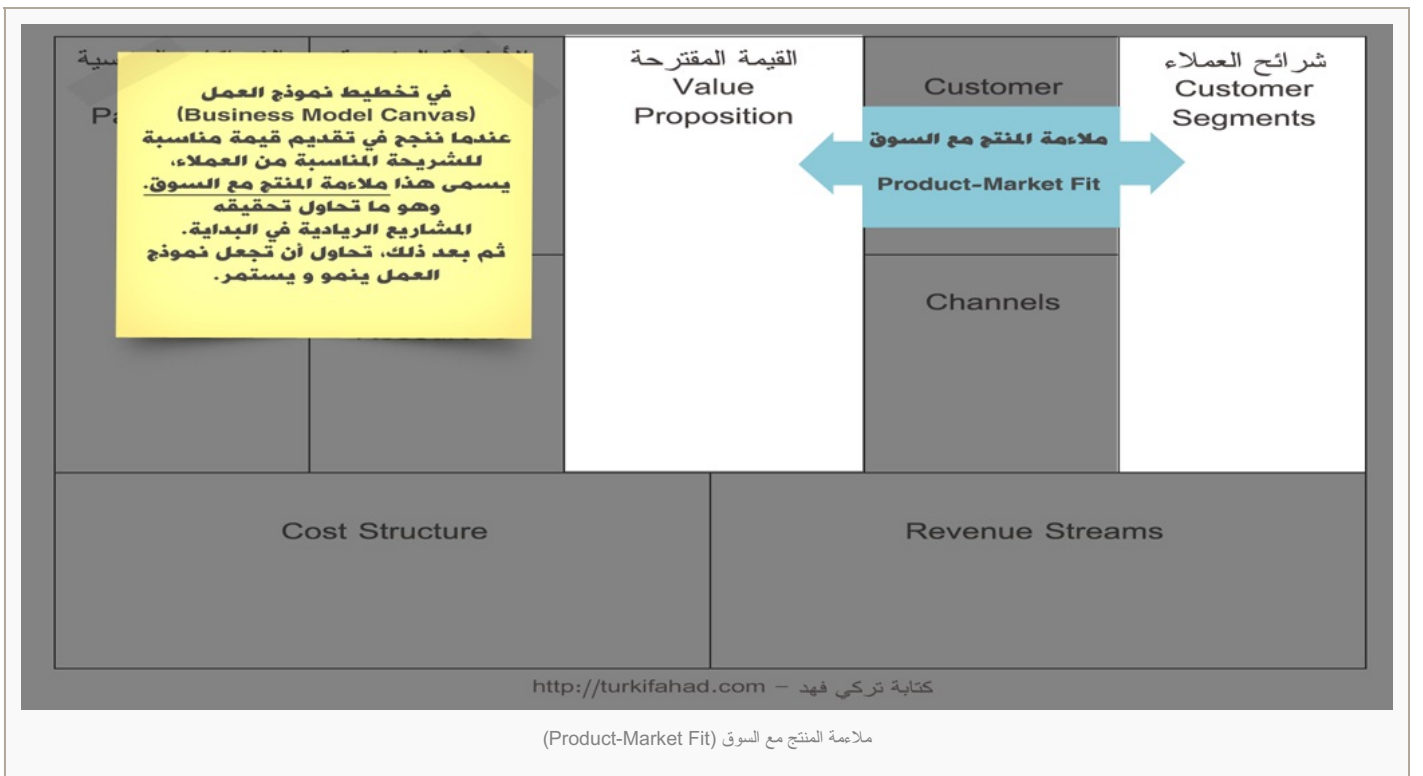 في تخطيط نموذج العمل
(Business Model Canvas)
عندما ننجح في تقديم قيمة مناسبة
للشريحة المناسبة من العملاء،
يسمى هذا ملاءمة المنتج مع السوق.
وهو ما تحاول تحقيقه
المشاريع الريادية في البداية.
ثم بعد ذلك، تحاول أن تجعل نموذج
العمل ينمو و يستمر.
القيمة المقترحة
Value
Proposition
Customer
ملاءمة المنتج مع السوق
Product-Market Fit
Channels
شرائح العملاء
Customer
Segments
Cost Structure
Revenue Streams
كتابة تركي فهد – http://turkifahad.com
ملاءمة المنتج مع السوق (Product-Market Fit)